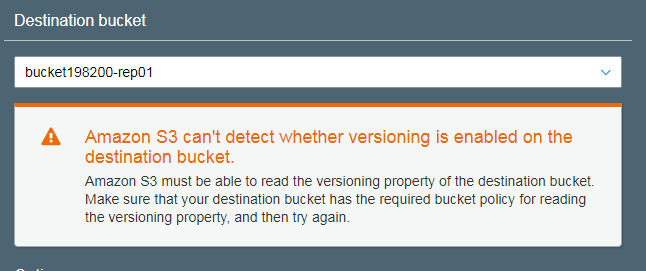 Destination bucket
bucket198200-rep01
Amazon S3 can't detect whether versioning is enabled on the
destination bucket.
Amazon S3 must be able to read the versioning property of the destination bucket.
Make sure that your destination bucket has the required bucket policy for reading
the versioning property, and then try again.